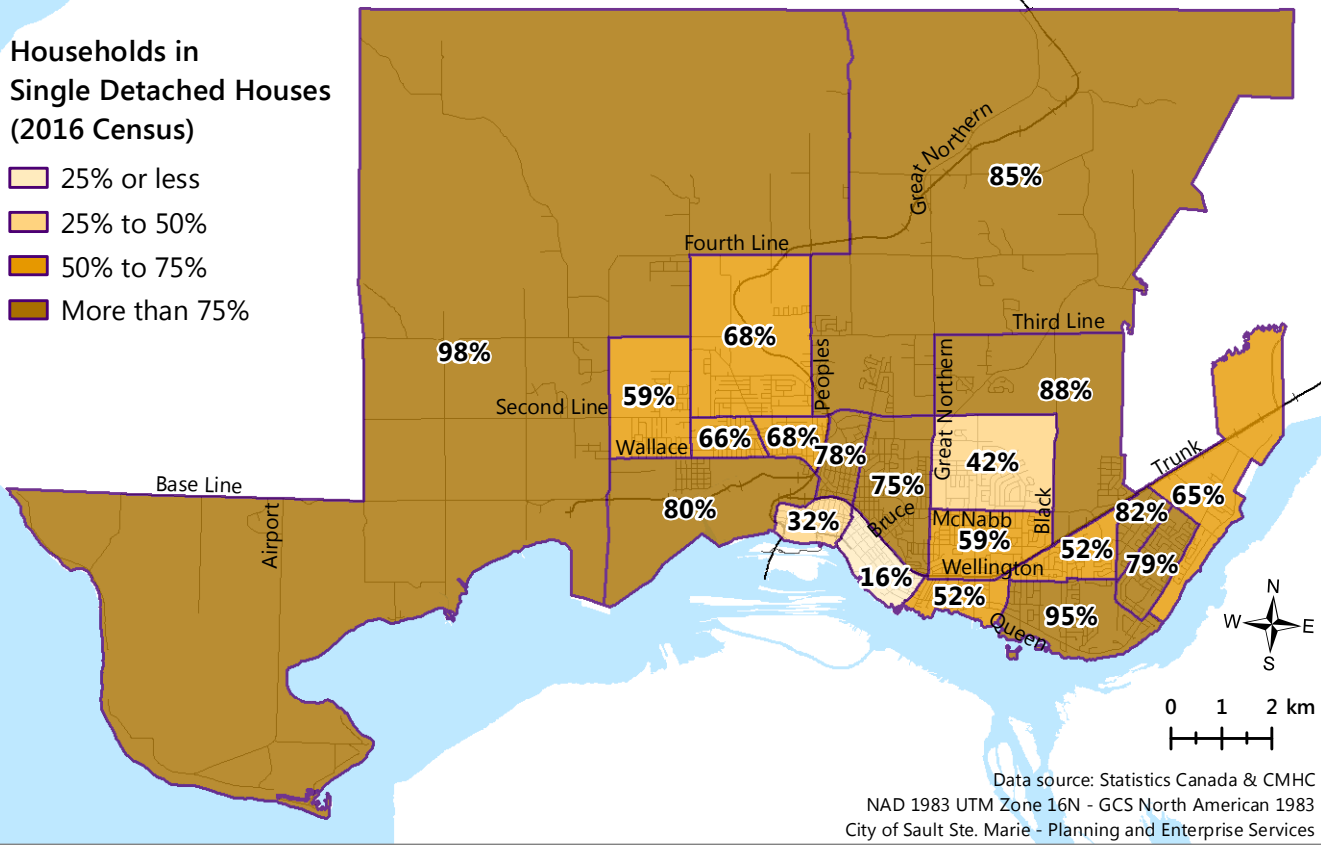 Households in
Single Detached Houses
(2016 Census)
25% or less
25% to 50%
50% to 75%
More than 75%
Great Northern
85%
Fourth Line
68%
Third Line
98%
Peoples
Great Northern
59%
88%
Second Line
Wallace
66%
68%
78%
42%
Trunk
75%
Base Line
Airport
80%
32%
Bruce
McNabb
Black
82%
65%
59%
52%
Wellington
79%
16%
52%
95%
Queen
N
W
E
S
0 1 2 km
Data source: Statistics Canada & CMHC
NAD 1983 UTM Zone 16N - GCS North American 1983
City of Sault Ste. Marie - Planning and Enterprise Services